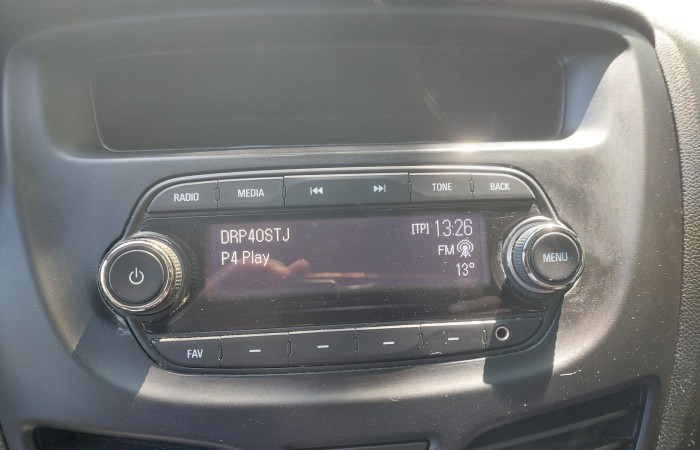 RADIO MEDIA TONE BACK
DRP4OSTJ [TP] 13:26
P4 Play FM
13°
MENU
FAV